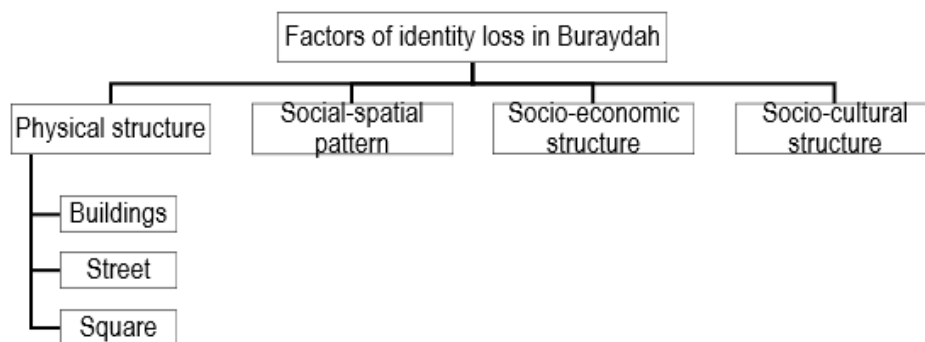 Factors of identity loss in Buraydah
Physical structure
Social-spatial
pattern
Socio-economic
structure
Socio-cultural
structure
Buildings
Street
Square